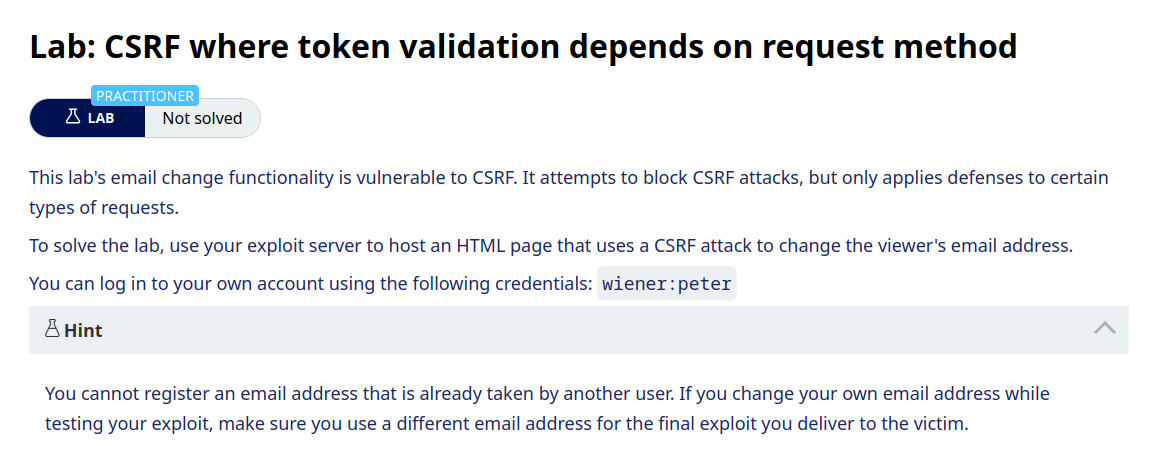 Lab: CSRF where token validation depends on request method
PRACTITIONER
LAB Not solved
This lab's email change functionality is vulnerable to CSRF. It attempts to block CSRF attacks, but only applies defenses to certain
types of requests.
To solve the lab, use your exploit server to host an HTML page that uses a CSRF attack to change the viewer's email address.
You can log in to your own account using the following credentials: wiener:peter
Hint
You cannot register an email address that is already taken by another user. If you change your own email address while
testing your exploit, make sure you use a different email address for the final exploit you deliver to the victim.